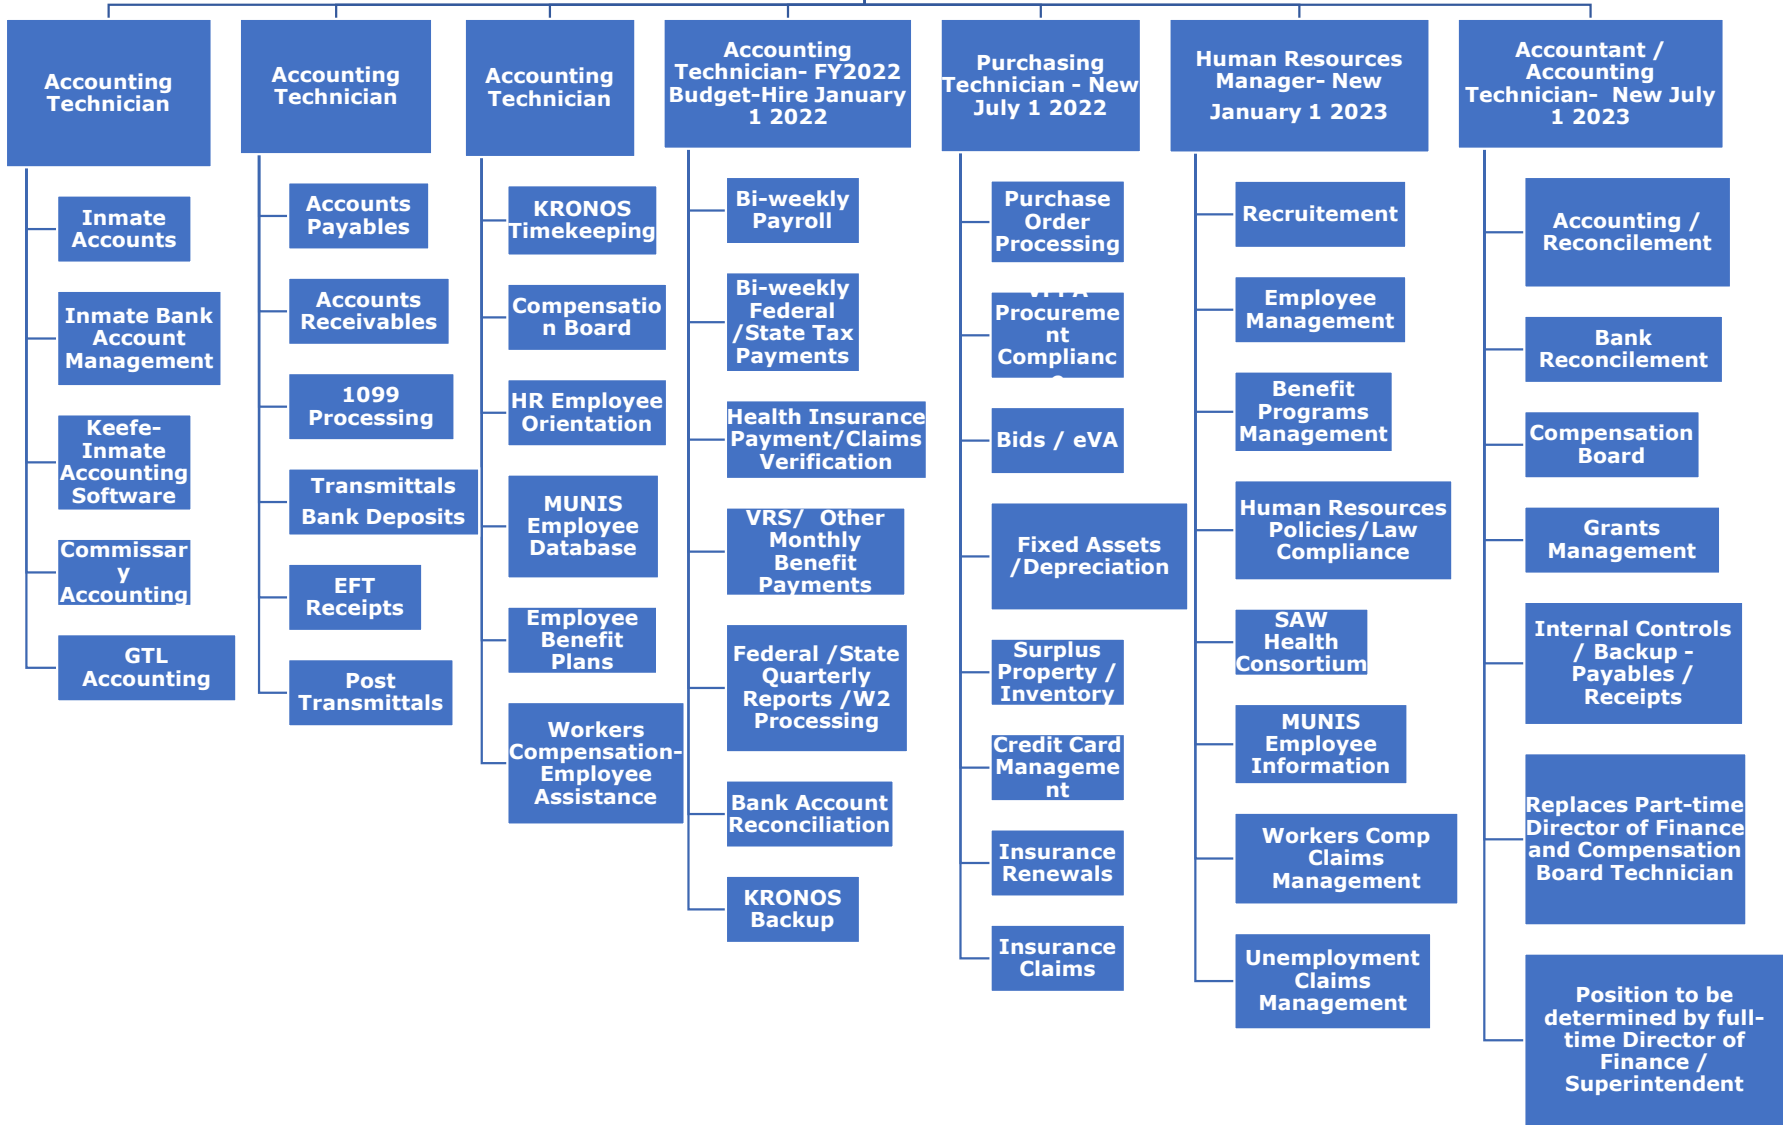 Accounting
Technician
Inmate
Accounts
Inmate Bank
Account
Management
Keefe-
Inmate
Accounting
Software
Commissar
y
Accounting
GTL
Accounting
Accounting
Technician
Accounts
Payables
Accounts
Receivables
1099
Processing
Transmittals
Bank Deposits
EFT
Receipts
Post
Transmittals
Accounting
Technician
KRONOS
Timekeeping
Compensatio
n Board
HR Employee
Orientation
MUNIS
Employee
Database
Employee
Benefit
Plans
Workers
Compensation-
Employee
Assistance
Accounting
Technician- FY2022
Budget-Hire January
1 2022
Bi-weekly
Payroll
Bi-weekly
Federal
/State Tax
Payments
Health Insurance
Payment/Claims
Verification
VRS/ Other
Monthly
Benefit
Payments
Federal /State
Quarterly
Reports /W2
Processing
Bank Account
Reconciliation
KRONOS
Backup
Purchasing
Technician - New
July 1 2022
Purchase
Order
Processing
Procureme
nt
Complianc
Bids / eVA
Fixed Assets
/Depreciation
Surplus
Property /
Inventory
Credit Card
Manageme
nt
Insurance
Renewals
Insurance
Claims
Human Resources
Manager- New
January 1 2023
Recruitement
Employee
Management
Benefit
Programs
Management
Human Resources
Policies/Law
Compliance
SAW
Health
Consortium
MUNIS
Employee
Information
Workers Comp
Claims
Management
Unemployment
Claims
Management
Accountant /
Accounting
Technician- New July
1 2023
Accounting /
Reconcilement
Bank
Reconcilement
Compensation
Board
Grants
Management
Internal Controls
/ Backup -
Payables /
Receipts
Replaces Part-time
Director of Finance
and Compensation
Board Technician
Position to be
determined by full-
time Director of
Finance /
Superintendent